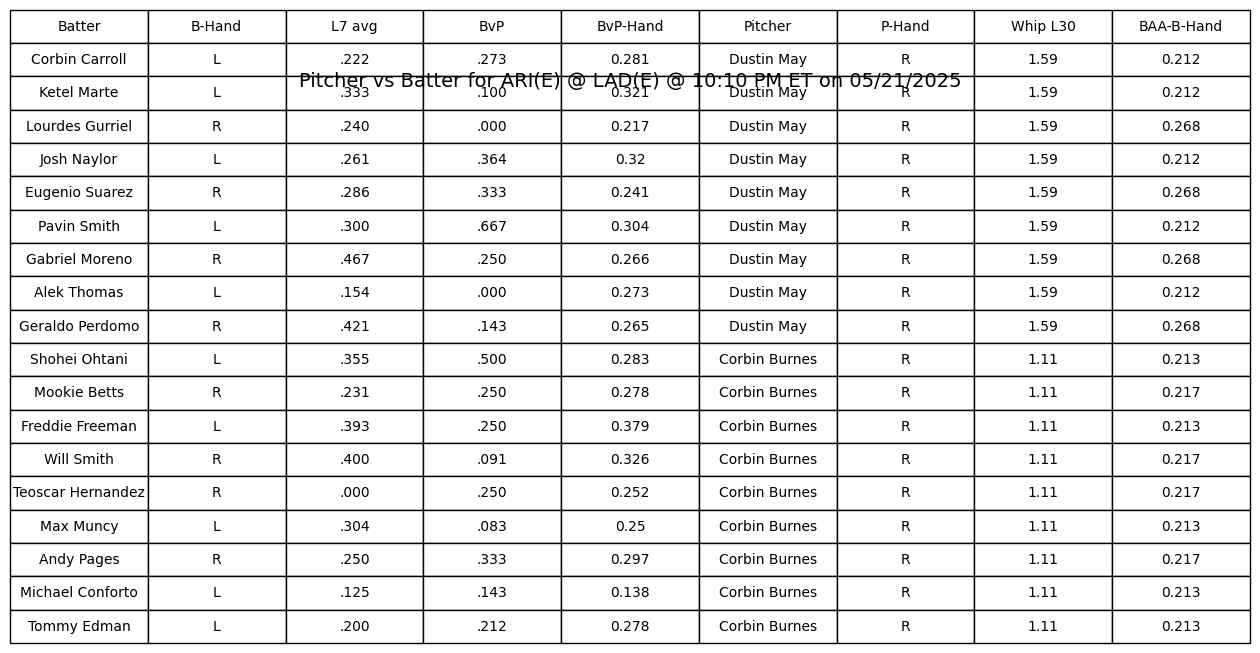 Batter B-Hand L7 avg BvP BvP-Hand Pitcher P-Hand Whip L30 BAA-B-Hand
Corbin Carroll L .222 .273 0.281 Dustin May R 1.59 0.212
Pitcher vs Batter for ARI(E) @ LAD(E) @ 10:10 PM ET on 05/21/2025
Ketel Marte L .333 .100 0.321 Dustin May R 1.59 0.212
Lourdes Gurriel R .240 .000 0.217 Dustin May R 1.59 0.268
Josh Naylor L .261 .364 0.32 Dustin May R 1.59 0.212
Eugenio Suarez R .286 .333 0.241 Dustin May R 1.59 0.268
Pavin Smith L .300 .667 0.304 Dustin May R 1.59 0.212
Gabriel Moreno R .467 .250 0.266 Dustin May R 1.59 0.268
Alek Thomas L .154 .000 0.273 Dustin May R 1.59 0.212
Geraldo Perdomo R .421 .143 0.265 Dustin May R 1.59 0.268
Shohei Ohtani L .355 .500 0.283 Corbin Burnes R 1.11 0.213
Mookie Betts R .231 .250 0.278 Corbin Burnes R 1.11 0.217
Freddie Freeman L .393 .250 0.379 Corbin Burnes R 1.11 0.213
Will Smith R .400 .091 0.326 Corbin Burnes R 1.11 0.217
Teoscar Hernandez R .000 .250 0.252 Corbin Burnes R 1.11 0.217
Max Muncy L .304 .083 0.25 Corbin Burnes R 1.11 0.213
Andy Pages R .250 .333 0.297 Corbin Burnes R 1.11 0.217
Michael Conforto L .125 .143 0.138 Corbin Burnes R 1.11 0.213
Tommy Edman L .200 .212 0.278 Corbin Burnes R 1.11 0.213